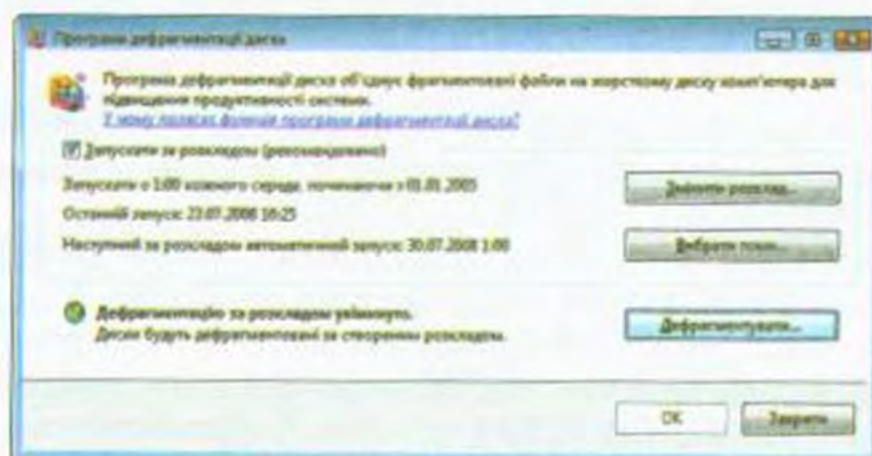 Програма дефрагментації диска
Програма дефрагментації диска об'єднує фрагментовані файли на жорсткому диску комп'ютера для
підвищення продуктивності системи.
У чому полягає функція програми дефрагментації диска?
Запускати за розкладом (рекомендовано)
Запускати о 1:00 кожного середа, починаючи з 01.01.2005
Змінити розклад...
Останній запуск: 23.07.2008 16:25
Наступний за розкладом автоматичний запуск: 30.07.2008 1:00
Вибрати томи...
Дефрагментацію за розкладом увімкнуто.
Диски будуть дефрагментовані за створеним розкладом.
Дефрагментувати...
OK
Закрити